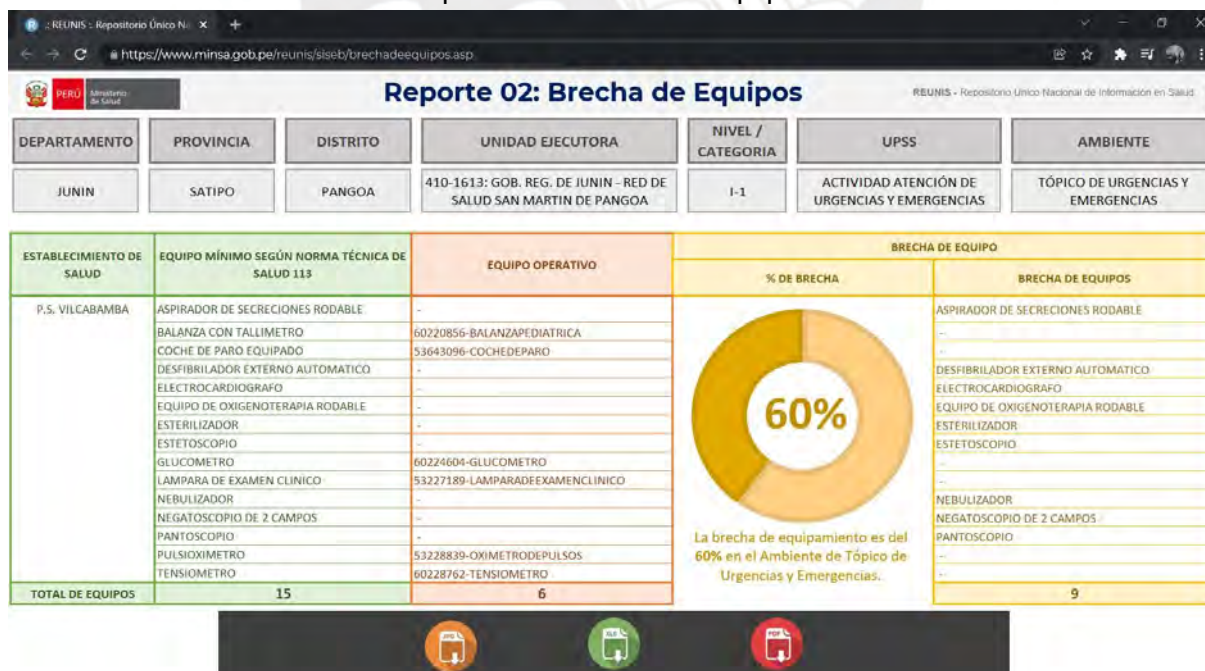 .: REUNIS :. Repositorio Único N
https://www.minsa.gob.pe/reunis/siseb/brechadeequipos.asp
PERÚ
Ministerio
de Salud
Reporte 02: Brecha de Equipos
REUNIS - Repositorio Único Nacional de Información en Salud
DEPARTAMENTO PROVINCIA DISTRITO UNIDAD EJECUTORA NIVEL / CATEGORIA UPSS AMBIENTE
JUNIN SATIPO PANGOA 410-1613: GOB. REG. DE JUNIN - RED DE SALUD SAN MARTIN DE PANGOA I-1 ACTIVIDAD ATENCIÓN DE URGENCIAS Y EMERGENCIAS TÓPICO DE URGENCIAS Y EMERGENCIAS
ESTABLECIMIENTO DE SALUD EQUIPO MÍNIMO SEGÚN NORMA TÉCNICA DE SALUD 113 EQUIPO OPERATIVO BRECHA DE EQUIPO
% DE BRECHA BRECHA DE EQUIPOS
P.S. VILCABAMBA ASPIRADOR DE SECRECIONES RODABLE - ASPIRADOR DE SECRECIONES RODABLE
BALANZA CON TALLIMETRO 60220856-BALANZAPEDIATRICA -
COCHE DE PARO EQUIPADO 53643096-COCHEDEPARO -
DESFIBRILADOR EXTERNO AUTOMATICO - DESFIBRILADOR EXTERNO AUTOMATICO
ELECTROCARDIOGRAFO - ELECTROCARDIOGRAFO
EQUIPO DE OXIGENOTERAPIA RODABLE - EQUIPO DE OXIGENOTERAPIA RODABLE
ESTERILIZADOR - ESTERILIZADOR
ESTETOSCOPIO - ESTETOSCOPIO
GLUCOMETRO 60224604-GLUCOMETRO -
LAMPARA DE EXAMEN CLINICO 53227189-LAMPARADEEXAMENCLINICO -
NEBULIZADOR - NEBULIZADOR
NEGATOSCOPIO DE 2 CAMPOS - NEGATOSCOPIO DE 2 CAMPOS
PANTOSCOPIO - PANTOSCOPIO
PULSIOXIMETRO 53228839-OXIMETRODEPULSOS -
TENSIOMETRO 60228762-TENSIOMETRO -
60%
La brecha de equipamiento es del
60% en el Ambiente de Tópico de
Urgencias y Emergencias.
TOTAL DE EQUIPOS 15 6 9
JPG
XLS
PDF